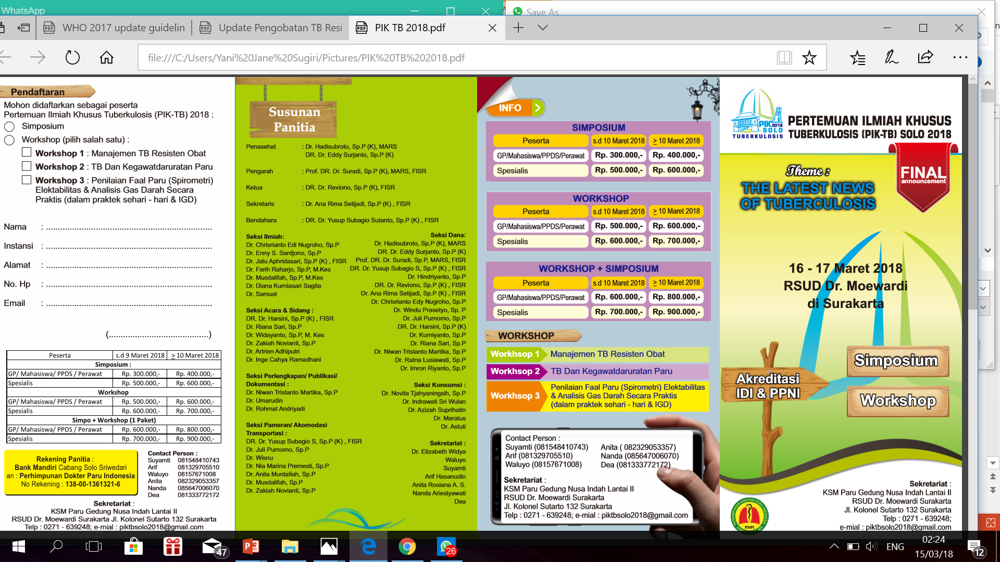 WhatsApp
Save As
WHO 2017 update guidelin
Update Pengobatan TB Resi
PIK TB 2018.pdf
file:///C:/Users/Yani%20Jane%20Sugiri/Pictures/PIK%20TB%202018.pdf
Pendaftaran
Mohon didaftarkan sebagai peserta
Pertemuan Ilmiah Khusus Tuberkulosis (PIK-TB) 2018 :
Simposium
Workshop (pilih salah satu) :
Workshop 1 : Manajemen TB Resisten Obat
Workshop 2 : TB Dan Kegawatdaruratan Paru
Workshop 3 : Penilaian Faal Paru (Spirometri)
Elektabilitas & Analisis Gas Darah Secara
Praktis (dalam praktek sehari - hari & IGD)
Nama : ................................................................
Instansi : ................................................................
Alamat : ................................................................
No. Hp : ................................................................
Email : ................................................................
(.......................................)
Peserta s.d 9 Maret 2018 ≥ 10 Maret 2018
Simposium :
GP/ Mahasiswa/ PPDS / Perawat Rp. 300.000,- Rp. 400.000,-
Spesialis Rp. 500.000,- Rp. 600.000,-
Workshop
GP/ Mahasiswa/ PPDS / Perawat Rp. 500.000,- Rp. 600.000,-
Spesialis Rp. 600.000,- Rp. 700.000,-
Simpo + Workshop (1 Paket)
GP/ Mahasiswa/ PPDS / Perawat Rp. 600.000,- Rp. 800.000,-
Spesialis Rp. 700.000,- Rp. 900.000,-
Rekening Panitia :
Bank Mandiri Cabang Solo Sriwedari
an : Perhimpunan Dokter Paru Indonesia
No Rekening : 138-00-1361321-6
Contact Person :
Suyamti 081548410743
Arif 081329705510
Waluyo 08157671008
Anita 082329053357
Nanda 085647006070
Dea 081333772172
Sekretariat :
KSM Paru Gedung Nusa Indah Lantai II
RSUD Dr. Moewardi Surakarta Jl. Kolonel Sutarto 132 Surakarta
Telp : 0271 - 639248; e-mial : piktbsolo2018@gmail.com
Susunan
Panitia
Penasehat : Dr. Hadisubroto, Sp.P (K), MARS
DR. Dr. Eddy Surjanto, Sp.P (K)
Pengarah : Prof. DR. Dr. Suradi, Sp.P (K), MARS, FISR
Ketua : DR. Dr. Reviono, Sp.P (K), FISR
Sekretaris : Dr. Ana Rima Setijadi, Sp.P (K) , FISR
Bendahara : DR. Dr. Yusup Subagio Sutanto, Sp.P (K) , FISR
Seksi Ilmiah:
Dr. Chrisrianto Edi Nugroho, Sp.P
Dr. Enny S. Sardjono, Sp.P
Dr. Jatu Aphridasari, Sp.P (K) , FISR
Dr. Farih Raharjo, Sp.P, M.Kes
Dr. Musdalifah, Sp.P, M.Kes
Dr. Diana Kurniasari Sagita
Dr. Samuel
Seksi Acara & Sidang :
DR. Dr. Harsini, Sp.P (K) , FISR
Dr. Riana Sari, Sp.P
Dr. Widayanto, Sp.P, M. Kes
Dr. Zakiah Novianti, Sp.P
Dr. Artrien Adhiputri
Dr. Inge Cahya Ramadhani
Seksi Perlengkapan/ Publikasi/
Dokumentasi :
Dr. Niwan Tristanto Martika, Sp.P
Dr. Umarudin
Dr. Rohmat Andriyadi
Seksi Pameran/ Akomodasi
Transportasi :
DR. Dr. Yusup Subagio S, Sp.P (K) , FISR
Dr. Juli Purnomo, Sp.P
Dr. Wisnu
Dr. Nia Marina Premesti, Sp.P
Dr. Anita Muntafiah, Sp.P
Dr. Musdalifah, Sp.P
Dr. Zakiah Novianti, Sp.P
Seksi Dana:
Dr. Hadisubroto, Sp.P (K), MARS
DR. Dr. Eddy Surjanto, Sp.P (K)
Prof. DR. Dr. Suradi, Sp.P, MARS, FISR
DR. Dr. Yusup Subagio S, Sp.P (K) , FISR
Dr. Hindriyanto, Sp.P
DR. Dr. Reviono, Sp.P (K) , FISR
Dr. Ana Rima Setijadi, Sp.P (K) , FISR
Dr. Chrisrianto Edy Nugroho, Sp.P
Dr. Windu Prasetyo, Sp. P
Dr. Juli Purnomo, Sp.P
DR. Dr. Harsini, Sp.P (K)
Dr. Kurniyanto, Sp.P
Dr. Riana Sari, Sp.P
Dr. Niwan Tristanto Martika, Sp.P
Dr. Ratna Lusiawati, Sp.P
Dr. Imron Riyanto, Sp.P
Seksi Konsumsi :
Dr. Novita Tjahyaningsih, Sp.P
Dr. Indrawati Sri Wulan
Dr. Azizah Suprihatin
Dr. Maratus
Dr. Astuti
Sekretariat :
Dr. Elizabeth Widya
Waluyo
Suyamti
Arif Hasanudin
Anita Rosiana A. S.
Nanda Ariestyawati
Dea
INFO
SIMPOSIUM
Peserta s.d 10 Maret 2018 ≥ 10 Maret 2018
GP/Mahasiswa/PPDS/Perawat Rp. 300.000,- Rp. 400.000,-
Spesialis Rp. 500.000,- Rp. 600.000,-
WORKSHOP
Peserta s.d 10 Maret 2018 ≥ 10 Maret 2018
GP/Mahasiswa/PPDS/Perawat Rp. 500.000,- Rp. 600.000,-
Spesialis Rp. 600.000,- Rp. 700.000,-
WORKSHOP + SIMPOSIUM
Peserta s.d 10 Maret 2018 ≥ 10 Maret 2018
GP/Mahasiswa/PPDS/Perawat Rp. 600.000,- Rp. 800.000,-
Spesialis Rp. 700.000,- Rp. 900.000,-
WORKSHOP
Workhsop 1 Manajemen TB Resisten Obat
Workhsop 2 TB Dan Kegawatdaruratan Paru
Workhsop 3 Penilaian Faal Paru (Spirometri) Elektabilitas
& Analisis Gas Darah Secara Praktis
(dalam praktek sehari - hari & IGD)
Contact Person :
Suyamti (081548410743) Anita ( 082329053357)
Arif (081329705510) Nanda (085647006070)
Waluyo (08157671008) Dea (081333772172)
Sekretariat :
KSM Paru Gedung Nusa Indah Lantai II
RSUD Dr. Moewardi Surakarta
Jl. Kolonel Sutarto 132 Surakarta
Telp : 0271 - 639248; e-mial : piktbsolo2018@gmail.com
PIK 2018
SOLO
TUBERKULOSIS
PERTEMUAN ILMIAH KHUSUS
TUBERKULOSIS (PIK-TB) SOLO 2018
Theme :
THE LATEST NEWS
OF TUBERCULOSIS
FINAL
announcement
16 - 17 Maret 2018
RSUD Dr. Moewardi
di Surakarta
Simposium
Akreditasi
IDI & PPNI
Workshop
PERHIMPUNAN DOKTER PARU INDONESIA
PDPI
Sekretariat :
KSM Paru Gedung Nusa Indah Lantai II
RSUD Dr. Moewardi Surakarta
Jl. Kolonel Sutarto 132 Surakarta
Telp : 0271 - 639248;
e-mial : piktbsolo2018@gmail.com
47
26
ENG
02:24
15/03/18
12